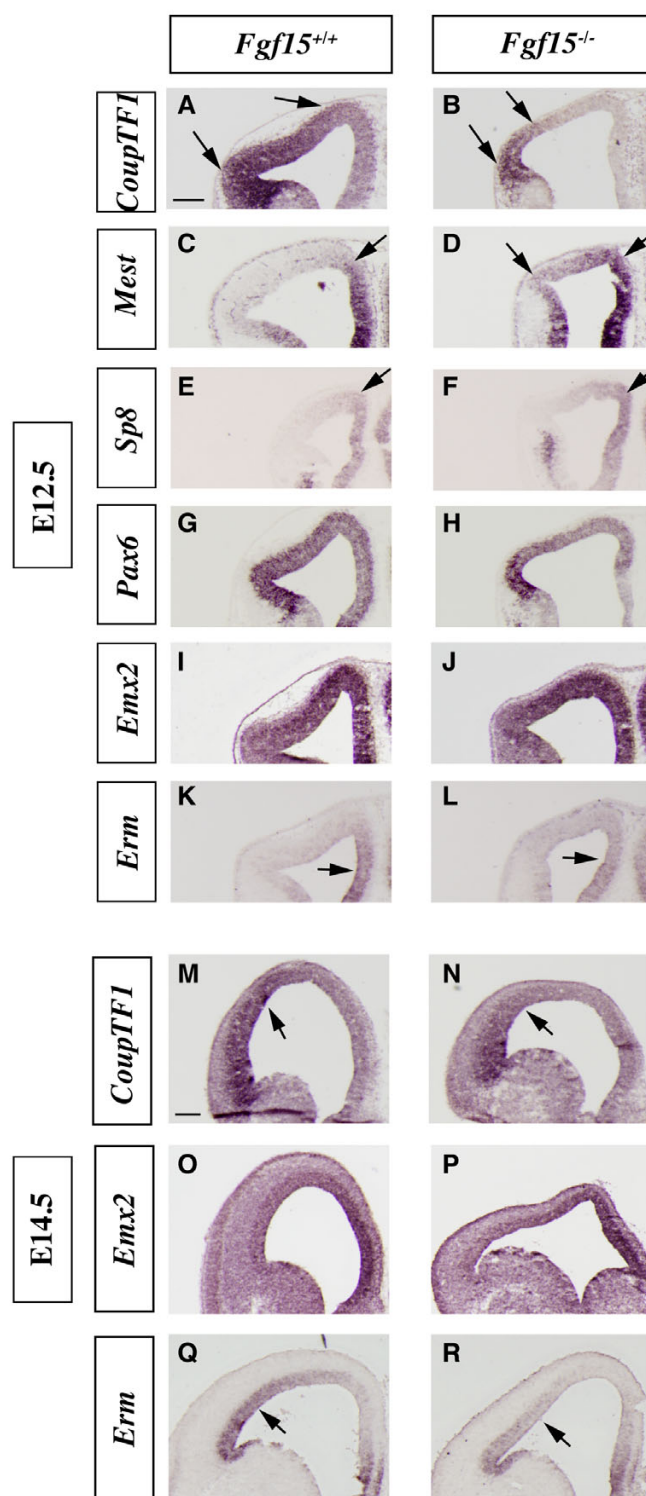 Fgf15+/+ Fgf15-/-
CoupTF1
A B
Mest
C D
Sp8
E F
E12.5
Pax6
G H
Emx2
I J
Erm
K L
CoupTF1
M N
E14.5
Emx2
O P
Erm
Q R